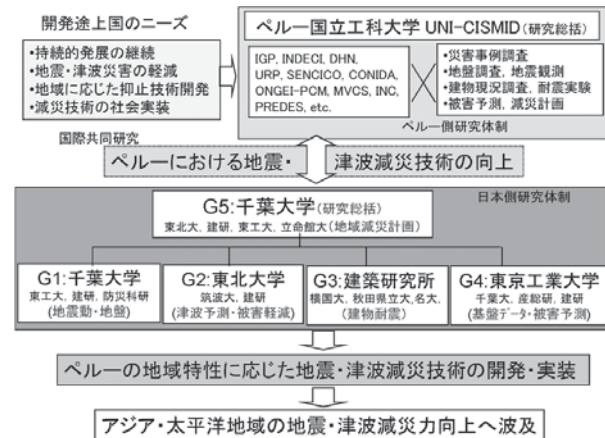 開発途上国のニーズ
・持続的発展の継続
・地震・津波災害の軽減
・地域に応じた抑止技術開発
・減災技術の社会実装
ペルー国立工科大学 UNI-CISMID(研究総括)
IGP, INDECI, DHN,
URP, SENCICO, CONIDA,
ONGEI-PCM, MVCS, INC,
PREDES, etc.
・災害事例調査
・地盤調査, 地震観測
・建物現況調査, 耐震実験
・被害予測, 減災計画
ペルー側研究体制
国際共同研究
ペルーにおける地震・ 津波減災技術の向上
日本側研究体制
G5:千葉大学(研究総括)
東北大, 建研, 東工大, 立命館大(地域減災計画)
G1:千葉大学
東工大, 建研, 防災科研
(地震動・地盤)
G2:東北大学
筑波大, 建研
(津波予測・被害軽減)
G3:建築研究所
横国大, 秋田県立大, 名大,
(建物耐震)
G4:東京工業大学
千葉大, 産総研, 建研
(基盤データ・被害予測)
ペルーの地域特性に応じた地震・津波減災技術の開発・実装
アジア・太平洋地域の地震・津波減災力向上へ波及